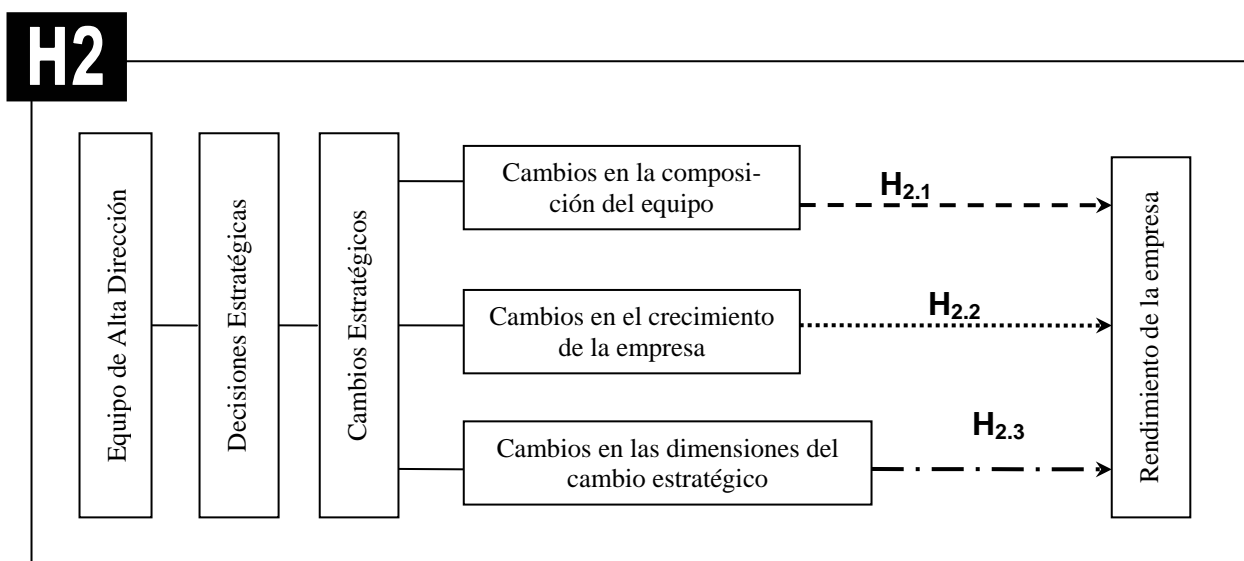 H2
Equipo de Alta Dirección
Decisiones Estratégicas
Cambios Estratégicos
Cambios en la composi-
ción del equipo
H2.1
Cambios en el crecimiento
de la empresa
H2.2
Cambios en las dimensiones del
cambio estratégico
H2.3
Rendimiento de la empresa